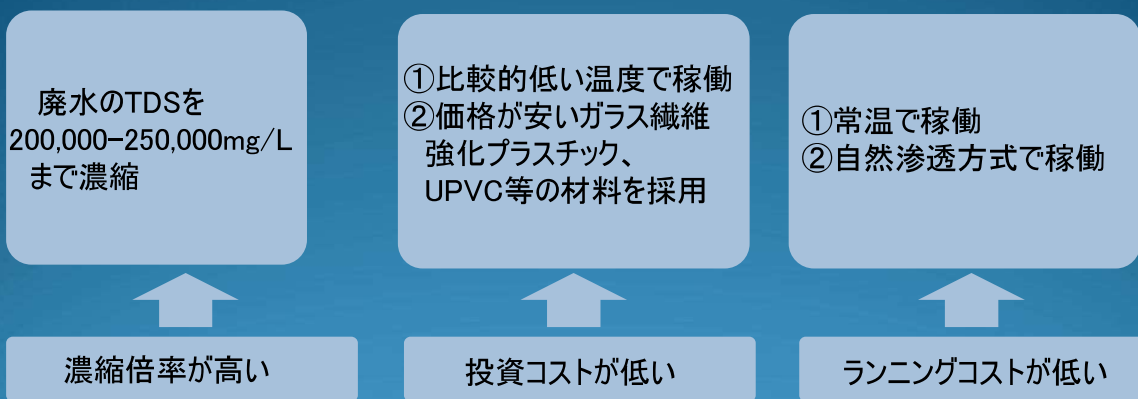 廃水のTDSを
200,000-250,000mg/L
まで濃縮
①比較的低い温度で稼働
②価格が安いガラス繊維
強化プラスチック、
UPVC等の材料を採用
①常温で稼働
②自然滲透方式で稼働
濃縮倍率が高い
投資コストが低い
ランニングコストが低い